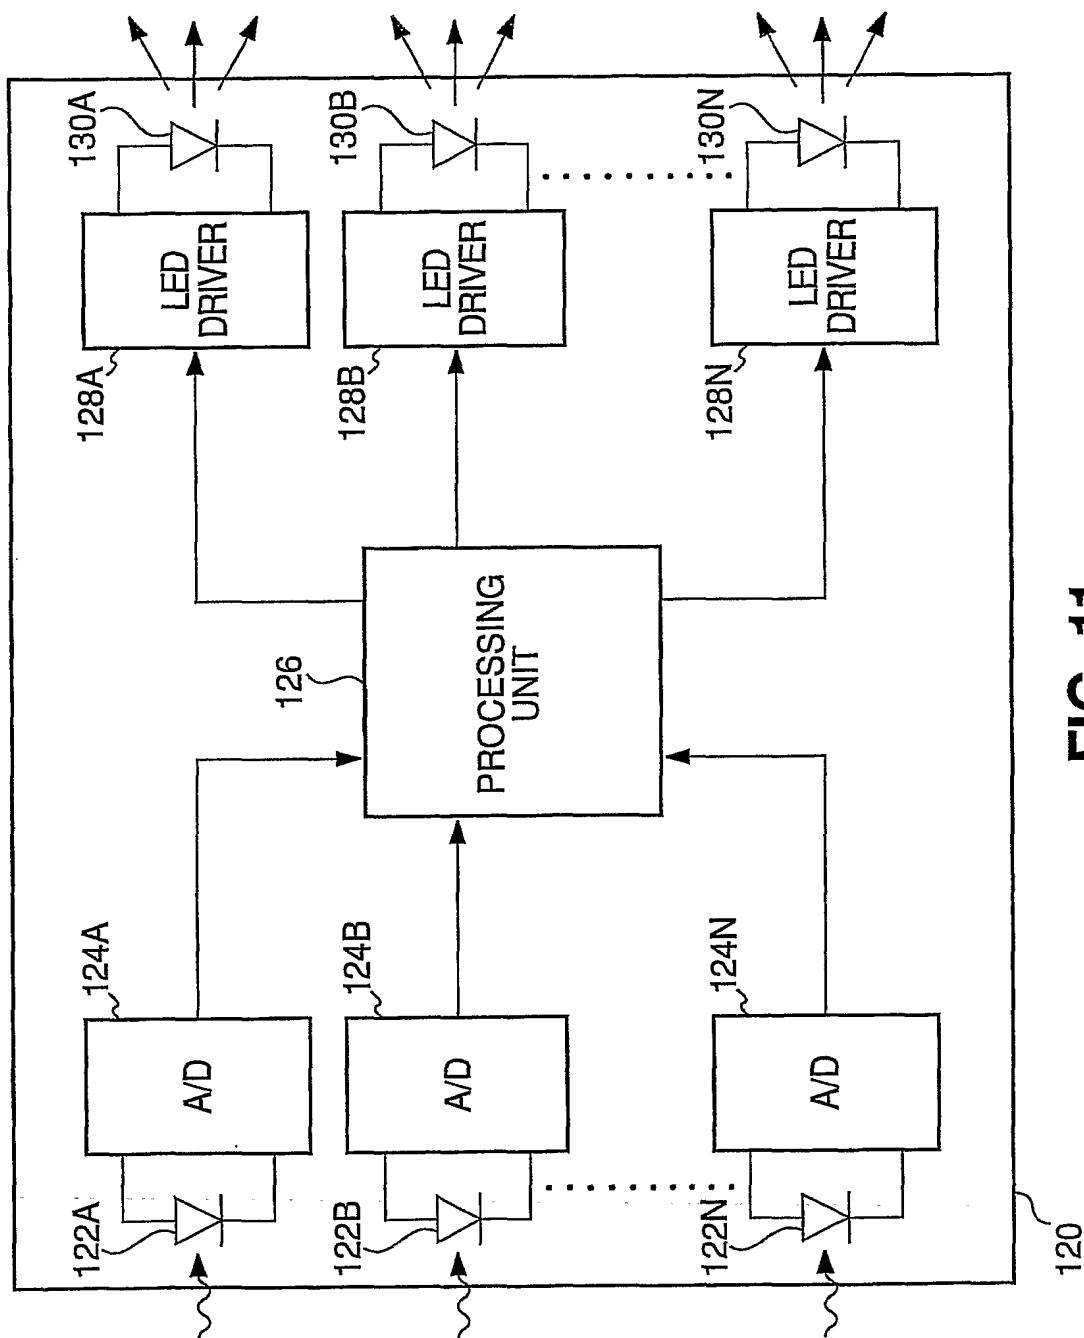 122A
124A
128A
130A
A/D
LED
DRIVER
126
122B
124B
128B
130B
A/D
PROCESSING
UNIT
LED
DRIVER
122N
124N
128N
130N
A/D
LED
DRIVER
120